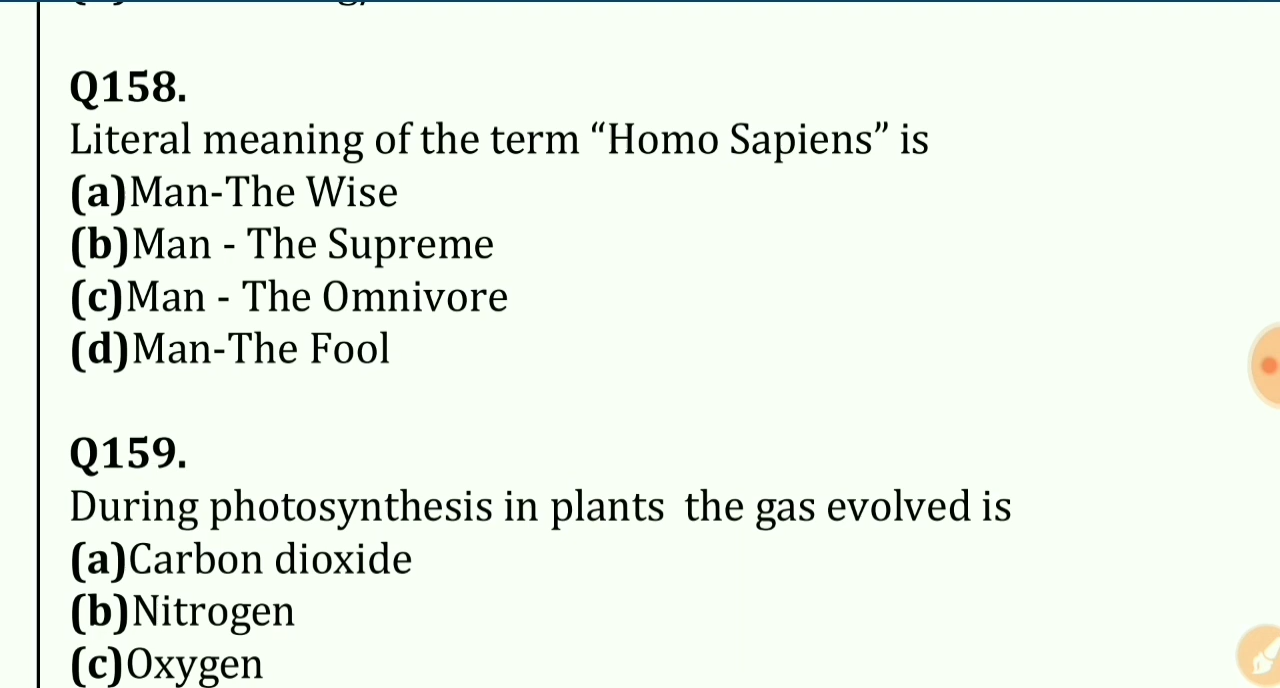 Q158.
Literal meaning of the term “Homo Sapiens” is
(a)Man-The Wise
(b)Man - The Supreme
(c)Man - The Omnivore
(d)Man-The Fool
Q159.
During photosynthesis in plants  the gas evolved is
(a)Carbon dioxide
(b)Nitrogen
(c)Oxygen